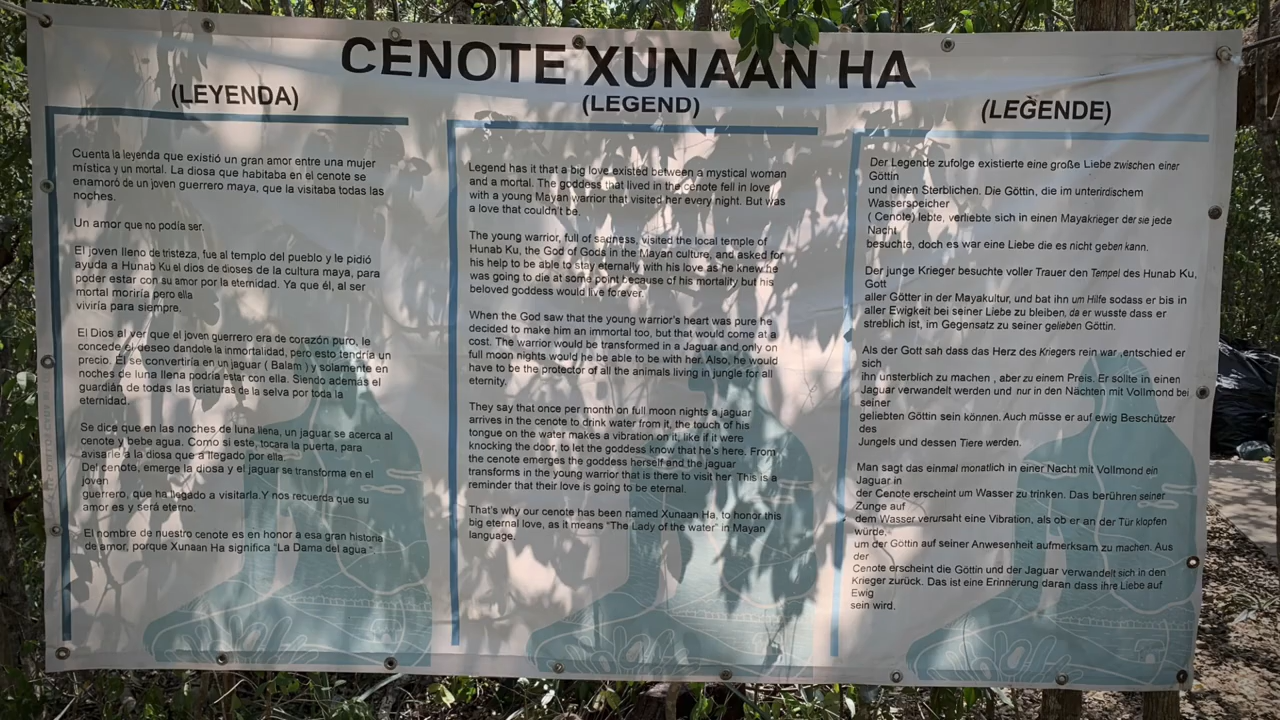 CENOTE XUNAAN HA
(LEYENDA)
Cuenta la leyenda que existió un gran amor entre una mujer
mística y un mortal. La diosa que habitaba en el cenote se
enamoró de un joven guerrero maya, que la visitaba todas las
noches.
Un amor que no podía ser.
El joven lleno de tristeza, fue al templo del pueblo y le pidió
ayuda a Hunab Ku el dios de dioses de la cultura maya, para
poder estar con su amor por la eternidad. Ya que él, al ser
mortal moriría pero ella
viviría para siempre.
El Dios al ver que el joven guerrero era de corazón puro, le
concede el deseo dandote la inmortalidad, pero esto tendría un
precio. Él se convertiría en un jaguar ( Balam ) y solamente en
noches de luna llena podría estar con ella. Siendo además el
guardián de todas las criaturas de la selva por toda la
eternidad.
Se dice que en las noches de luna llena, un jaguar se acerca al
cenote y bebe agua. Como si esté, tocara la puerta, para
avisarle a la diosa que a llegado por ella.
Del cenote, emerge la diosa y el jaguar se transforma en el
joven
guerrero, que ha llegado a visitarla.Y nos recuerda que su
amor es y será eterno.
El nombre de nuestro cenote es en honor a esa gran historia
de amor, porque Xunaan Ha significa "La Dama del agua "
(LEGEND)
Legend has it that a big love existed between a mystical woman
and a mortal. The goddess that lived in the cenote fell in love
with a young Mayan warrior that visited her every night. But was
a love that couldn't be.
The young warrior, full of sadness, visited the local temple of
Hunab Ku, the God of Gods in the Mayan culture, and asked for
his help to be able to stay eternally with his love as he knew he
was going to die at some point because of his mortality but his
beloved goddess would live forever.
When the God saw that the young warrior's heart was pure he
decided to make him an immortal too, but that would come at a
cost. The warrior would be transformed in a Jaguar and only on
full moon nights would he be able to be with her. Also, he would
have to be the protector of all the animals living in jungle for all
eternity.
They say that once per month on full moon nights a jaguar
arrives in the cenote to drink water from it, the touch of his
tongue on the water makes a vibration on it, like if it were
knocking the door, to let the goddess know that he's here. From
the cenote emerges the goddess herself and the jaguar
transforms in the young warrior that is there to visit her. This is a
reminder that their love is going to be eternal.
That's why our cenote has been named Xunaan Ha, to honor this
big eternal love, as it means "The Lady of the water" in Mayan
language.
(LEGENDE)
Der Legende zufolge existierte eine große Liebe zwischen einer
Göttin
und einen Sterblichen. Die Göttin, die im unterirdischem
Wasserspeicher
( Cenote) lebte, verliebte sich in einen Mayakrieger der sie jede
Nacht
besuchte, doch es war eine Liebe die es nicht geben kann.
Der junge Krieger besuchte voller Trauer den Tempel des Hunab Ku,
Gott
aller Götter in der Mayakultur, und bat ihn um Hilfe sodass er bis in
aller Ewigkeit bei seiner Liebe zu bleiben, da er wusste dass er
streblich ist, im Gegensatz zu seiner gelieben Göttin.
Als der Gott sah dass das Herz des Kriegers rein war ,entschied er
sich
ihn unsterblich zu machen , aber zu einem Preis. Er sollte in einen
Jaguar verwandelt werden und nur in den Nächten mit Vollmond bei
seiner
geliebten Göttin sein können. Auch müsse er auf ewig Beschützer
des
Jungels und dessen Tiere werden.
Man sagt das einmal monatlich in einer Nacht mit Vollmond ein
Jaguar in
der Cenote erscheint um Wasser zu trinken. Das berühren seiner
Zunge auf
dem Wasser verursaht eine Vibration, als ob er an der Tür klopfen
würde,
um der Göttin auf seiner Anwesenheit aufmerksam zu machen. Aus
der
Cenote erscheint die Göttin und der Jaguar verwandelt sich in den
Krieger zurück. Das ist eine Erinnerung daran dass ihre Liebe auf
Ewig
sein wird.